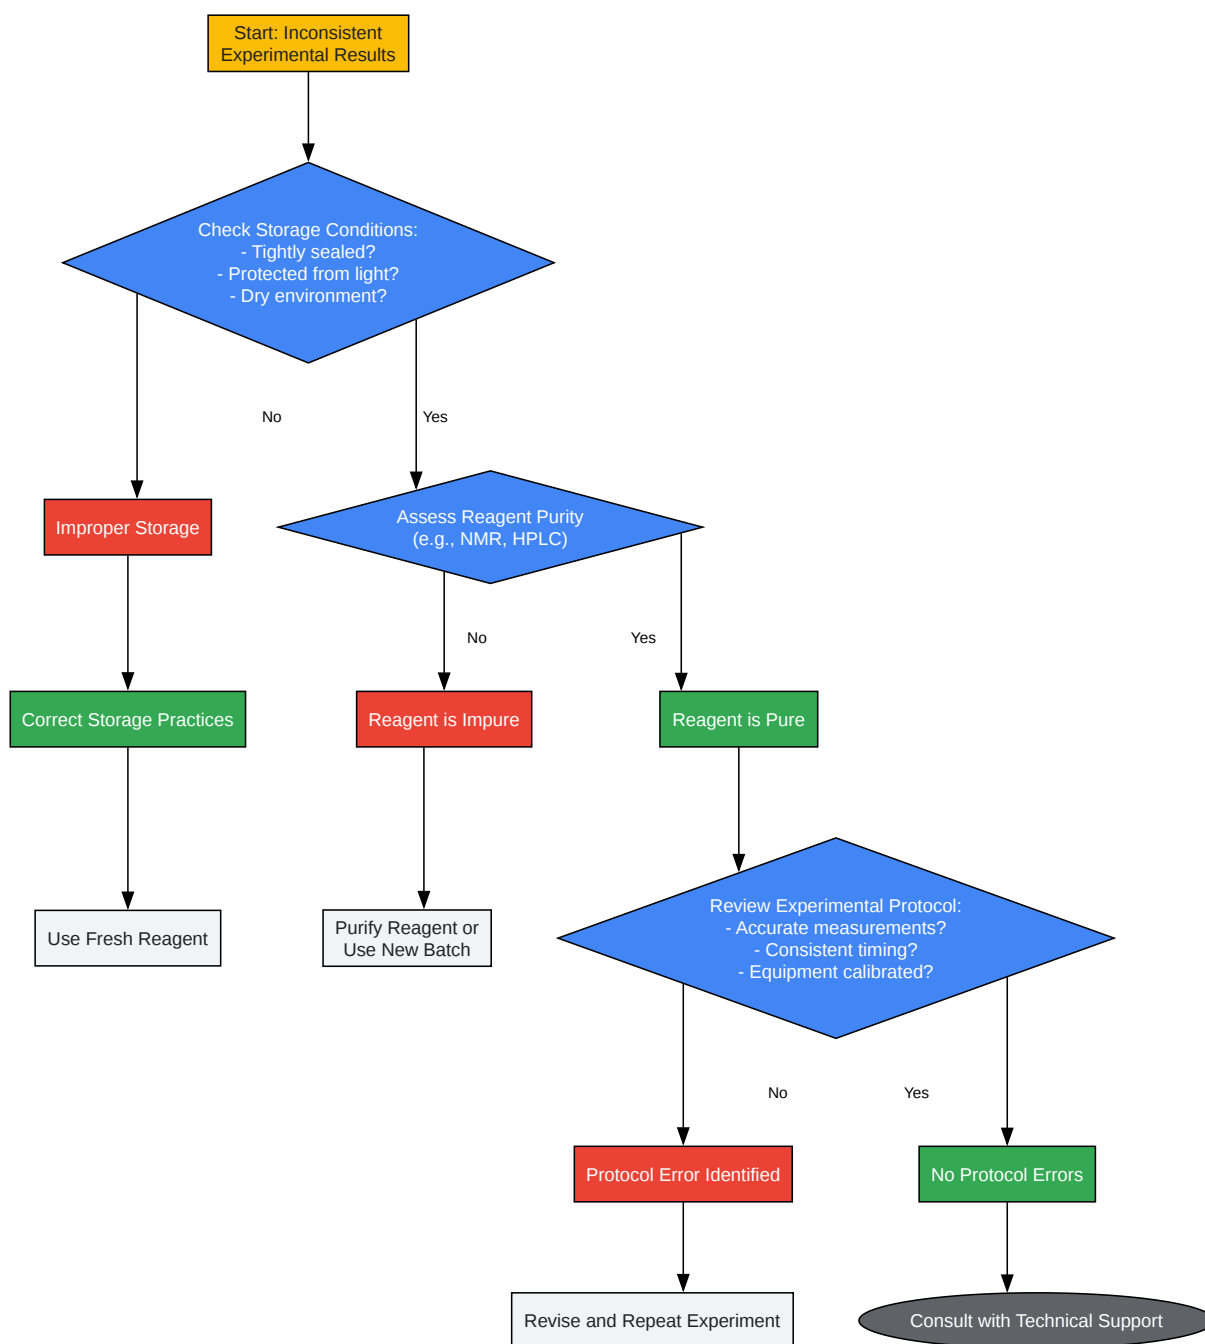 Start: Inconsistent
Experimental Results
Check Storage Conditions:
- Tightly sealed?
- Protected from light?
- Dry environment?
No
Yes
Improper Storage
Assess Reagent Purity
(e.g., NMR, HPLC)
No
Yes
Correct Storage Practices
Reagent is Impure
Reagent is Pure
Use Fresh Reagent
Purify Reagent or
Use New Batch
Review Experimental Protocol:
- Accurate measurements?
- Consistent timing?
- Equipment calibrated?
No
Yes
Protocol Error Identified
No Protocol Errors
Revise and Repeat Experiment
Consult with Technical Support